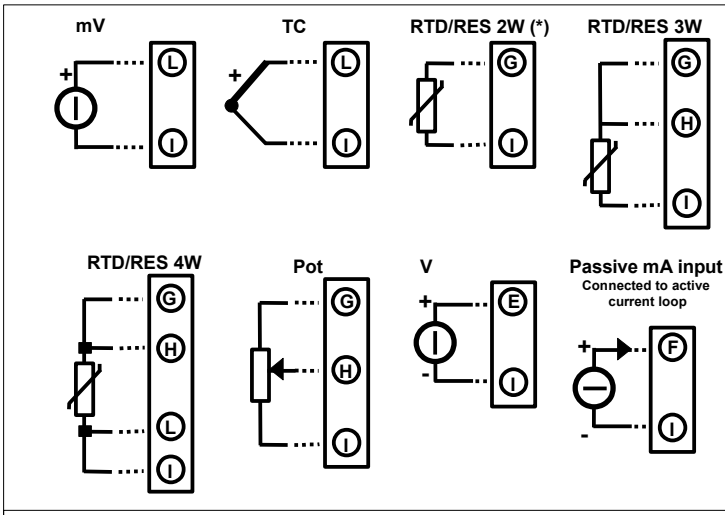 mV
+
L
I
TC
+
L
I
RTD/RES 2W (*)
G
I
RTD/RES 3W
G
H
I
RTD/RES 4W
G
H
L
I
Pot
G
H
I
V
+
-
E
I
Passive mA input
Connected to active
current loop
+
-
F
I